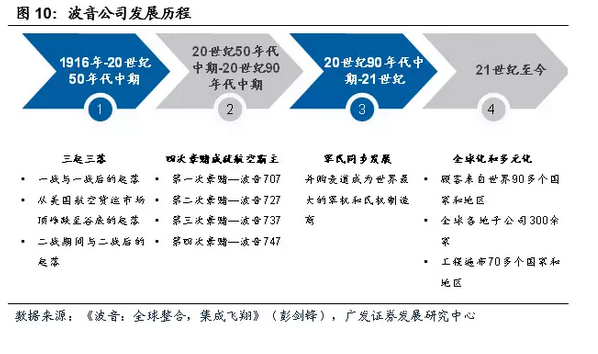 图 10：波音公司发展历程
1916年-20世纪
50年代中期
1
20世纪50年代
中期-20世纪90
年代中期
2
20世纪90年代中
期-21世纪
3
21世纪至今
4
三起三落
• 一战与一战后的起落
• 从美国航空货运市场
顶峰跌至谷底的起落
• 二战期间与二战后的
起落
四次豪赌成就航空霸主
• 第一次豪赌—波音707
• 第二次豪赌—波音727
• 第三次豪赌—波音737
• 第四次豪赌—波音747
军民同步发展
并购麦道成为世界最
大的军机和民机制造
商
全球化和多元化
• 顾客来自世界90多个国
家和地区
• 全球各地子公司300余
家
• 工程遍布70多个国家和
地区
数据来源：《波音：全球整合，集成飞翔》（彭剑锋），广发证券发展研究中心